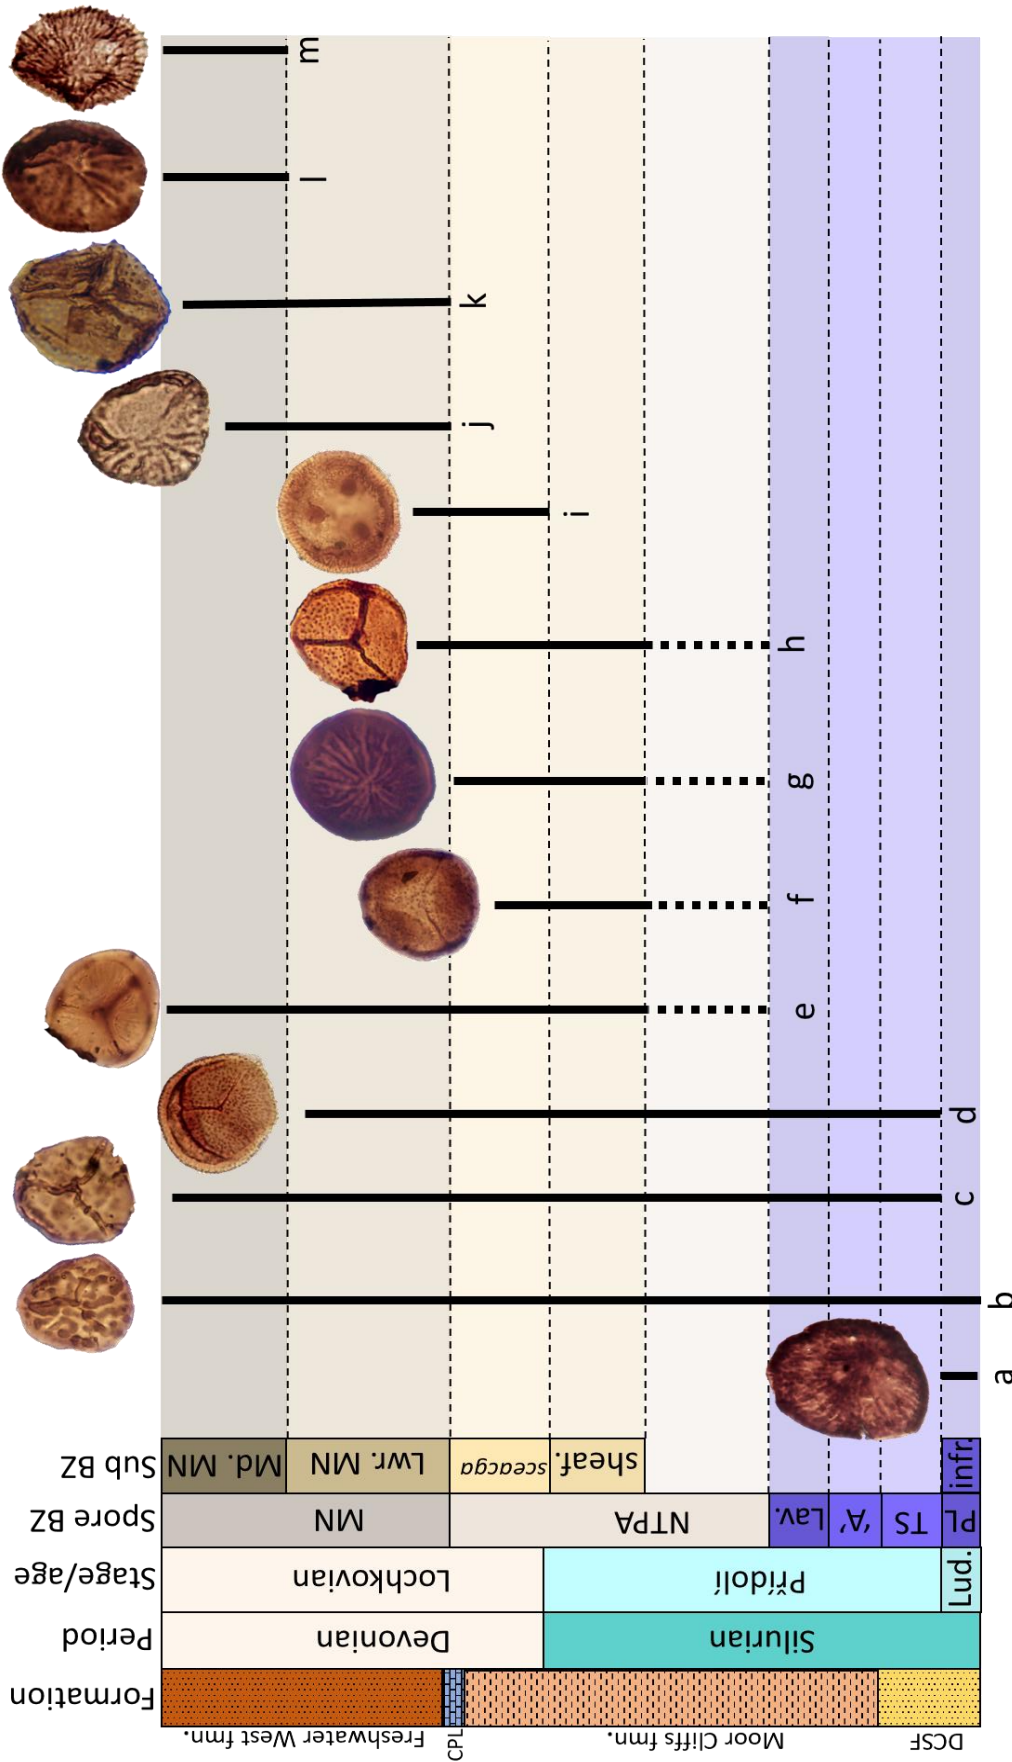 Formation
Period
Stage/age
Spore BZ
Sub BZ
Freshwater West fmn.
CPL
Moor Cliffs fmn.
DCSF
Devonian
Silurian
Lochkovian
Přídolí
Lud.
MN
NTPA
Lav.
‘A’
TS
PL
Md. MN
Lwr. MN
sceacga
sheaf.
infr.
a
b
c
d
e
f
g
h
i
j
k
l
m